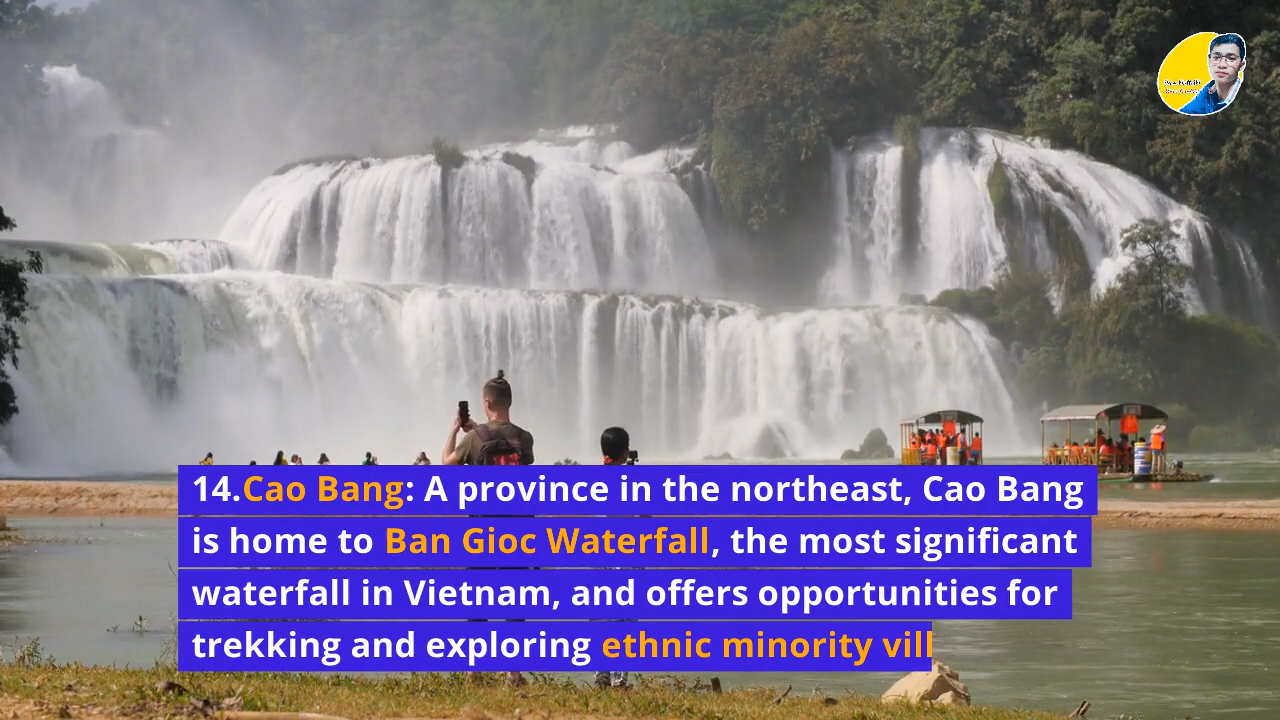 14.Cao Bang: A province in the northeast, Cao Bang
is home to Ban Gioc Waterfall, the most significant
waterfall in Vietnam, and offers opportunities for
trekking and exploring ethnic minority vill